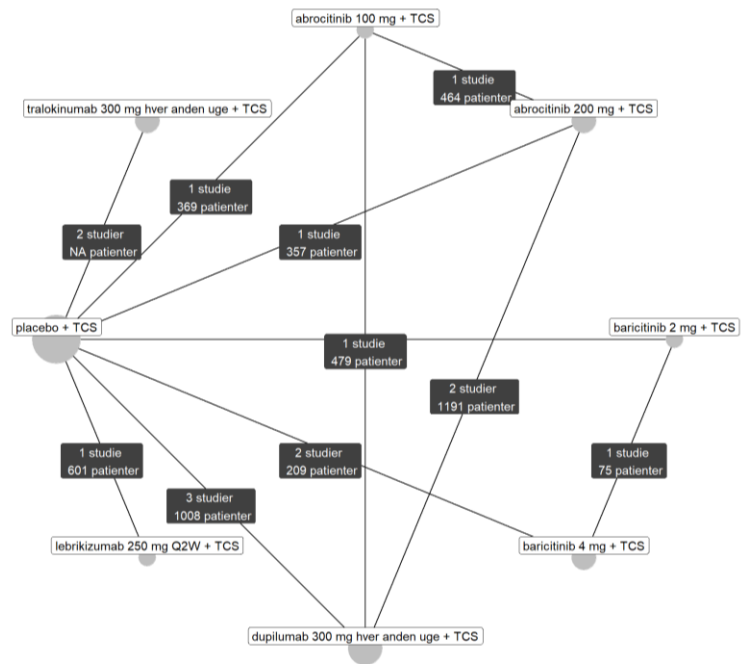 abrocitinib 100 mg + TCS
1 studie
464 patienter
tralokinumab 300 mg hver anden uge + TCS
abrocitinib 200 mg + TCS
1 studie
369 patienter
2 studier
NA patienter
1 studie
357 patienter
placebo + TCS
baricitinib 2 mg + TCS
1 studie
479 patienter
2 studier
1191 patienter
1 studie
601 patienter
2 studier
209 patienter
1 studie
75 patienter
3 studier
1008 patienter
lebrikizumab 250 mg Q2W + TCS
baricitinib 4 mg + TCS
dupilumab 300 mg hver anden uge + TCS